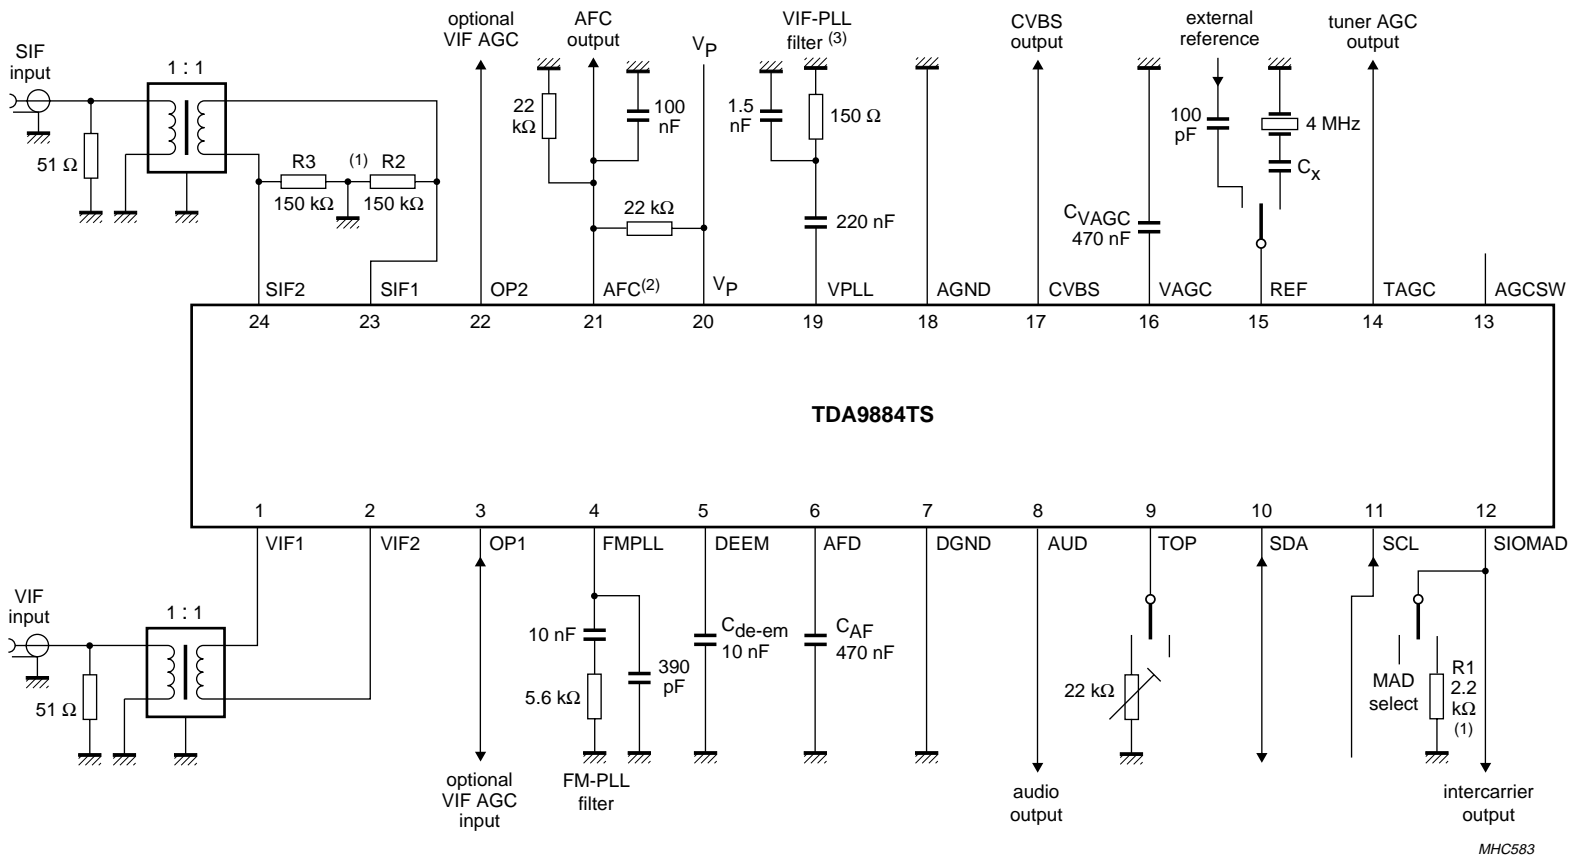 SIF
input
1 : 1
51 Ω
R3
150 kΩ
(1)
R2
150 kΩ
optional
VIF AGC
AFC
output
22
kΩ
100
nF
VP
22 kΩ
VIF-PLL
filter (3)
1.5
nF
150 Ω
220 nF
CVBS
output
CVAGC
470 nF
external
reference
100
pF
4 MHz
Cx
tuner AGC
output
SIF2
SIF1
OP2
AFC(2)
VP
VPLL
AGND
CVBS
VAGC
REF
TAGC
AGCSW
24
23
22
21
20
19
18
17
16
15
14
13
TDA9884TS
1
2
3
4
5
6
7
8
9
10
11
12
VIF1
VIF2
OP1
FMPLL
DEEM
AFD
DGND
AUD
TOP
SDA
SCL
SIOMAD
VIF
input
1 : 1
51 Ω
optional
VIF AGC
input
10 nF
5.6 kΩ
390
pF
FM-PLL
filter
Cde-em
10 nF
CAF
470 nF
audio
output
22 kΩ
MAD
select
R1
2.2
kΩ
(1)
intercarrier
output
MHC583